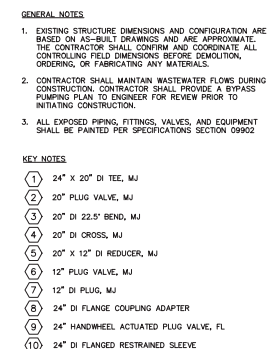 GENERAL NOTES
1. EXISTING STRUCTURE DIMENSIONS AND CONFIGURATION ARE
BASED ON AS-BUILT DRAWINGS AND ARE APPROXIMATE.
THE CONTRACTOR SHALL CONFIRM AND COORDINATE ALL
CONTROLLING FIELD DIMENSIONS BEFORE DEMOLITION,
ORDERING, OR FABRICATING ANY MATERIALS.
2. CONTRACTOR SHALL MAINTAIN WASTEWATER FLOWS DURING
CONSTRUCTION. CONTRACTOR SHALL PROVIDE A BYPASS
PUMPING PLAN TO ENGINEER FOR REVIEW PRIOR TO
INITIATING CONSTRUCTION.
3. ALL EXPOSED PIPING, FITTINGS, VALVES, AND EQUIPMENT
SHALL BE PAINTED PER SPECIFICATIONS SECTION 09902
KEY NOTES
1 24" X 20" DI TEE, MJ
2 20" PLUG VALVE, MJ
3 20" DI 22.5° BEND, MJ
4 20" DI CROSS, MJ
5 20" X 12" DI REDUCER, MJ
6 12" PLUG VALVE, MJ
7 12" DI PLUG, MJ
8 24" DI FLANGE COUPLING ADAPTER
9 24" HANDWHEEL ACTUATED PLUG VALVE, FL
10 24" DI FLANGED RESTRAINED SLEEVE